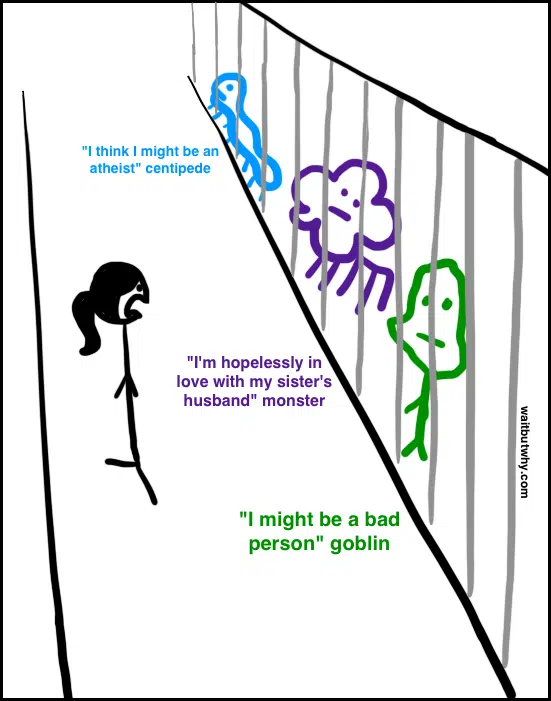 "I think I might be an
atheist" centipede
"I'm hopelessly in
love with my sister's
husband" monster
"I might be a bad
person" goblin
waitbutwhy.com